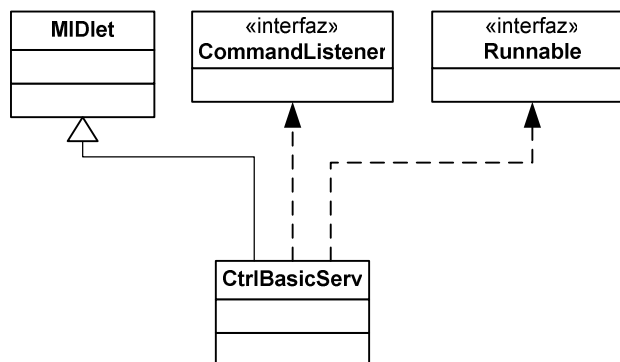 MIDlet
«interfaz»
CommandListener
«interfaz»
Runnable
CtrlBasicServ